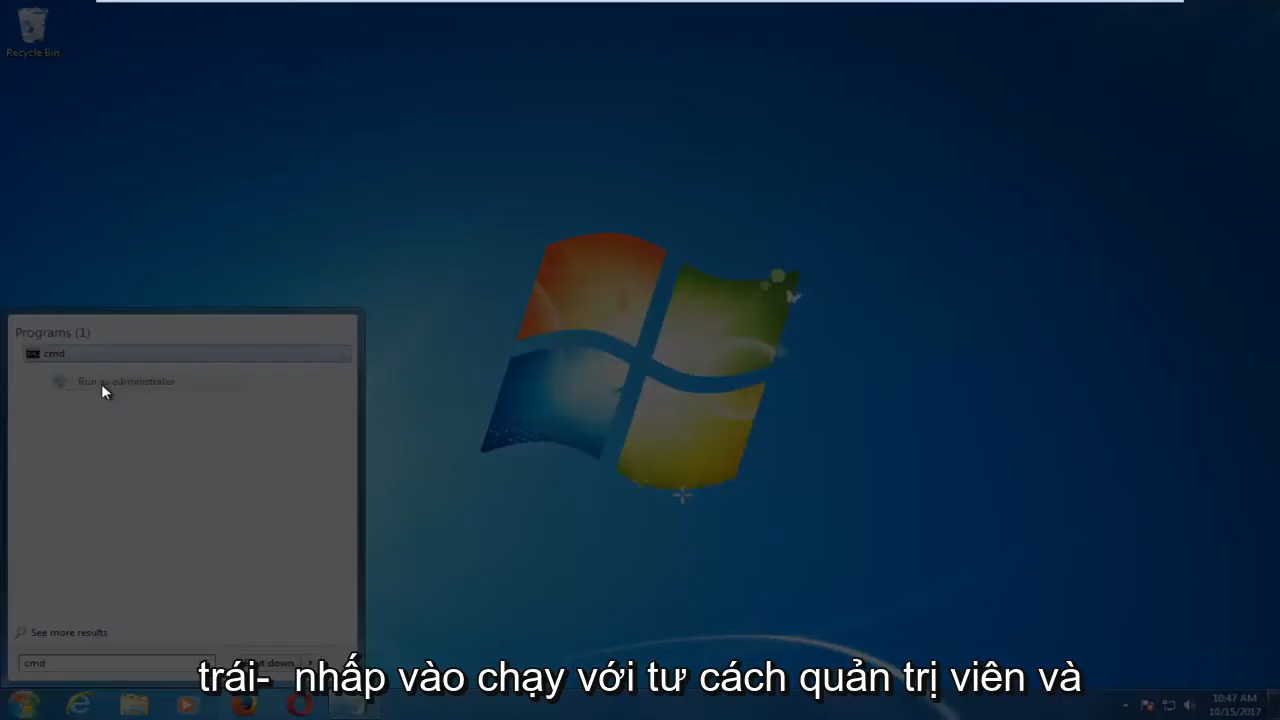 Recycle Bin
Programs (1)
cmd
Run as administrator
See more results
cmd
down
trái- nhấp vào chạy với tư cách quản trị viên và
10:47 AM
10/15/2017